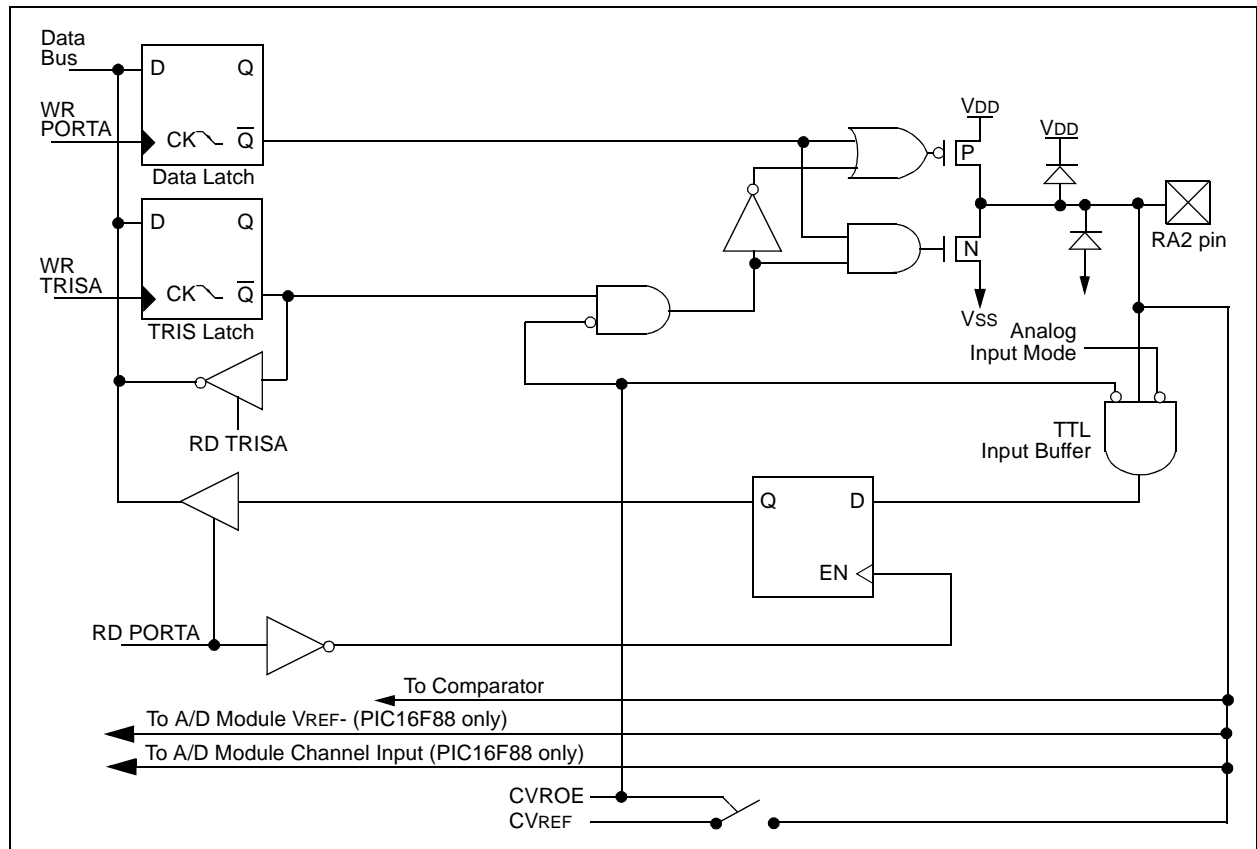 Data
Bus
D Q
WR
PORTA
CK Q
Data Latch
VDD
P
VDD
D Q
WR
TRISA
CK Q
TRIS Latch
N
VSS
RA2 pin
Analog
Input Mode
RD TRISA
TTL
Input Buffer
Q D
EN
RD PORTA
To Comparator
To A/D Module VREF- (PIC16F88 only)
To A/D Module Channel Input (PIC16F88 only)
CVROE
CVREF